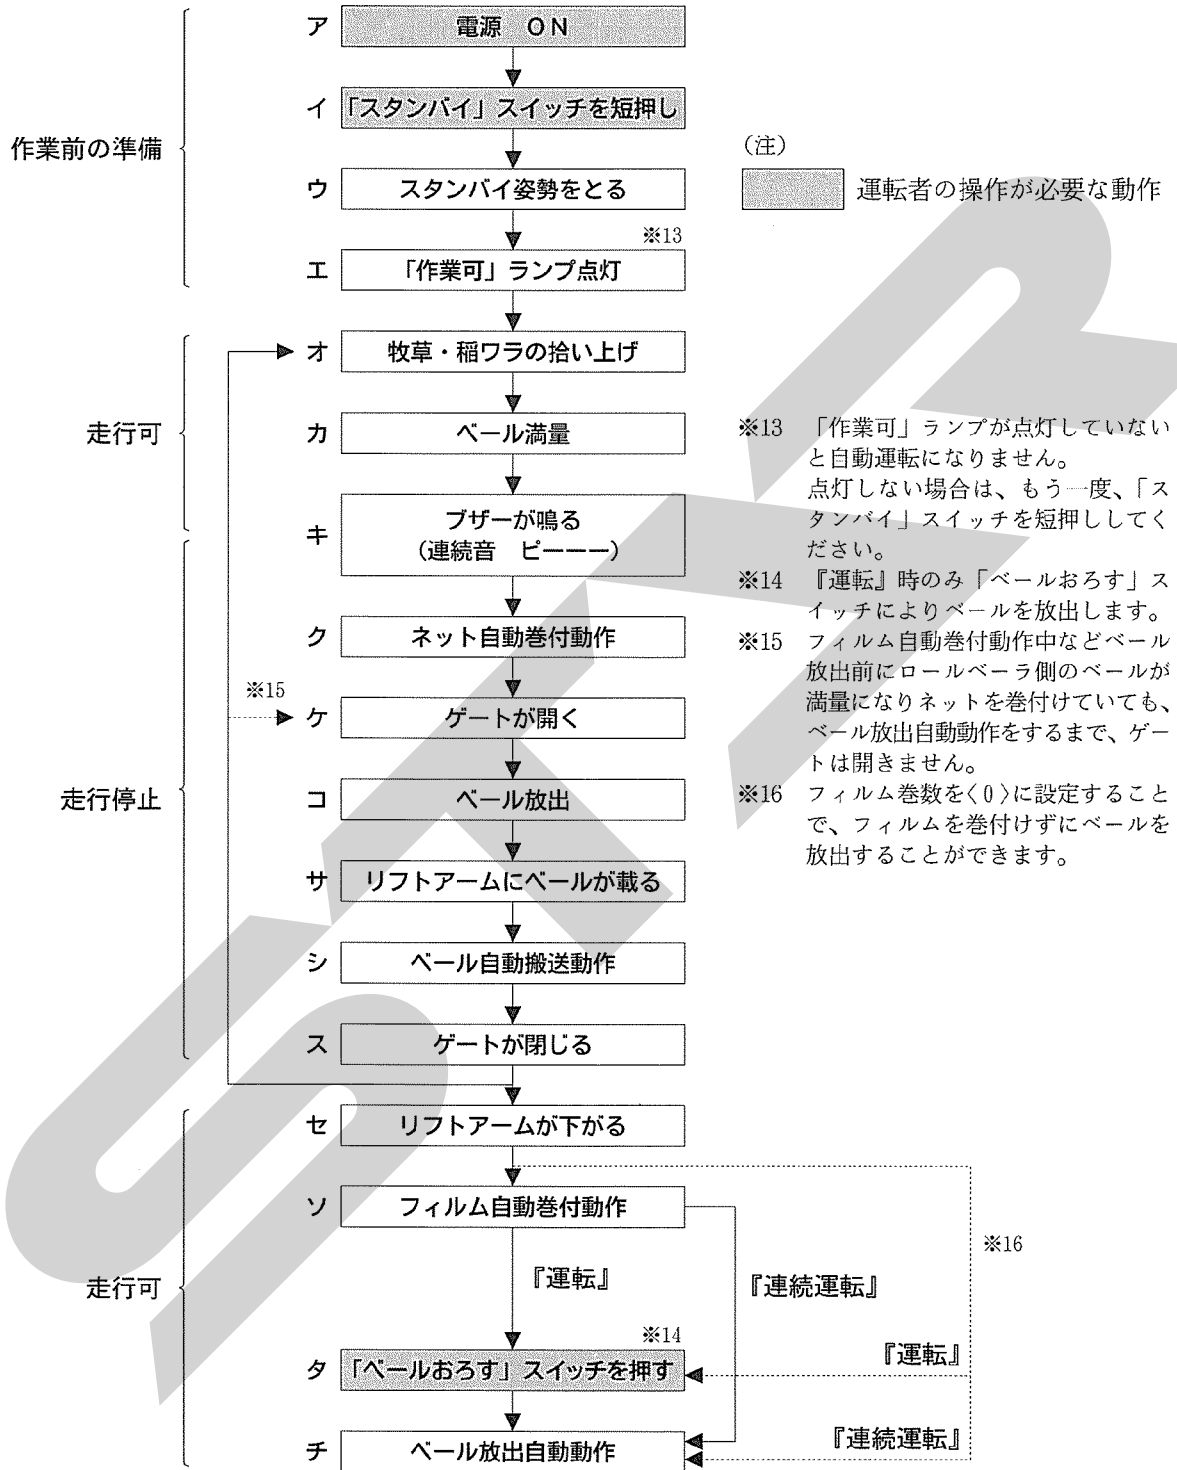 ア 電源 ON
イ 「スタンバイ」スイッチを短押し
作業前の準備
ウ スタンバイ姿勢をとる
※13
エ 「作業可」ランプ点灯
(注)
運転者の操作が必要な動作
オ 牧草・稲ワラの拾い上げ
走行可
カ ベール満量
キ ブザーが鳴る
(連続音 ピーーー)
ク ネット自動巻付動作
※15
ケ ゲートが開く
走行停止
コ ベール放出
サ リフトアームにベールが載る
シ ベール自動搬送動作
ス ゲートが閉じる
※13 「作業可」ランプが点灯していない
と自動運転になりません。
点灯しない場合は、もう一度、「ス
タンバイ」スイッチを短押ししてく
ださい。
※14 『運転』時のみ「ベールおろす」ス
イッチによりベールを放出します。
※15 フィルム自動巻付動作中などベール
放出前にロールベーラ側のベールが
満量になりネットを巻付けていても、
ベール放出自動動作をするまで、ゲー
トは開きません。
※16 フィルム巻数を〈0〉に設定すること
で、フィルムを巻付けずにベールを
放出することができます。
セ リフトアームが下がる
ソ フィルム自動巻付動作
※16
走行可
『運転』
『連続運転』
※14
『運転』
タ 「ベールおろす」スイッチを押す
『連続運転』
チ ベール放出自動動作
STAR